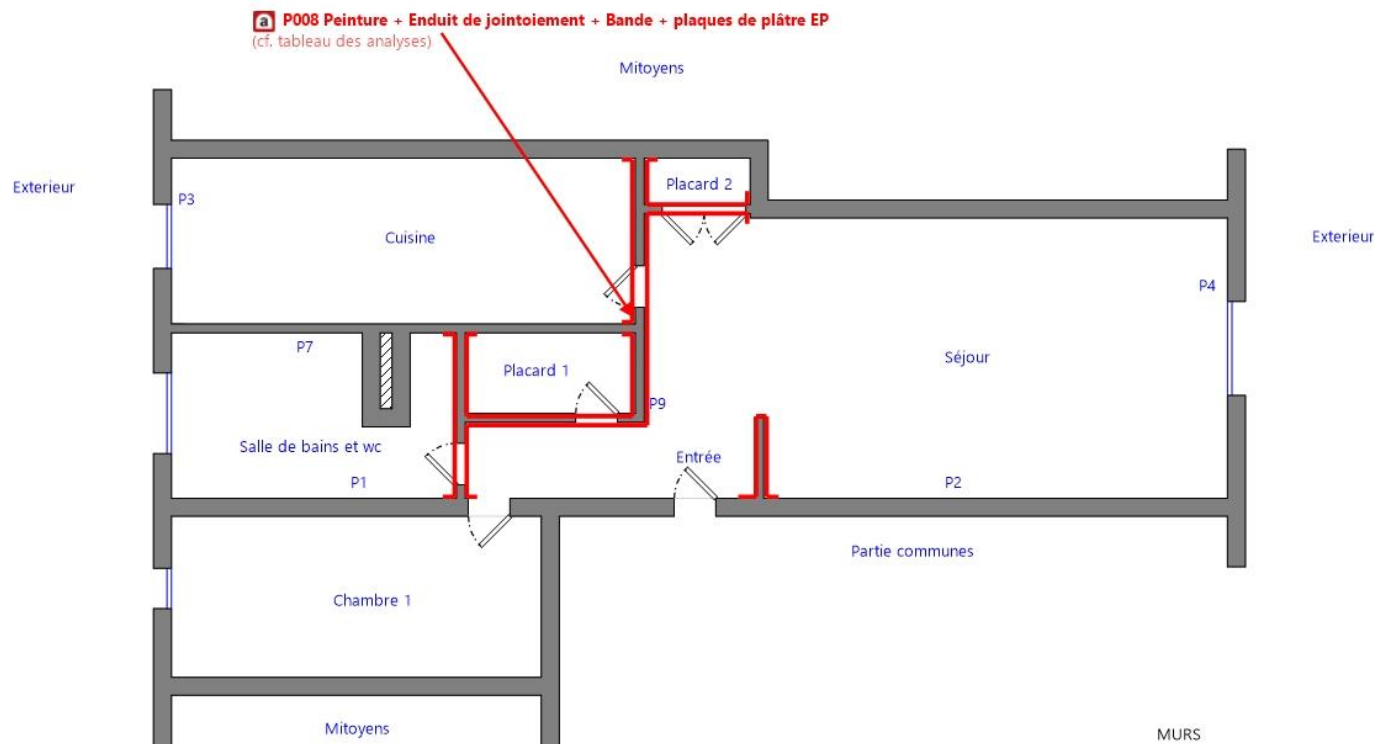 a P008 Peinture + Enduit de jointoiement + Bande + plaques de plâtre EP
(cf. tableau des analyses)
Mitoyens
Exterieur
P3
Placard 2
Cuisine
Exterieur
P4
P7
Placard 1
Séjour
P9
Salle de bains et wc
Entrée
P1
P2
Partie communes
Chambre 1
Mitoyens
MURS